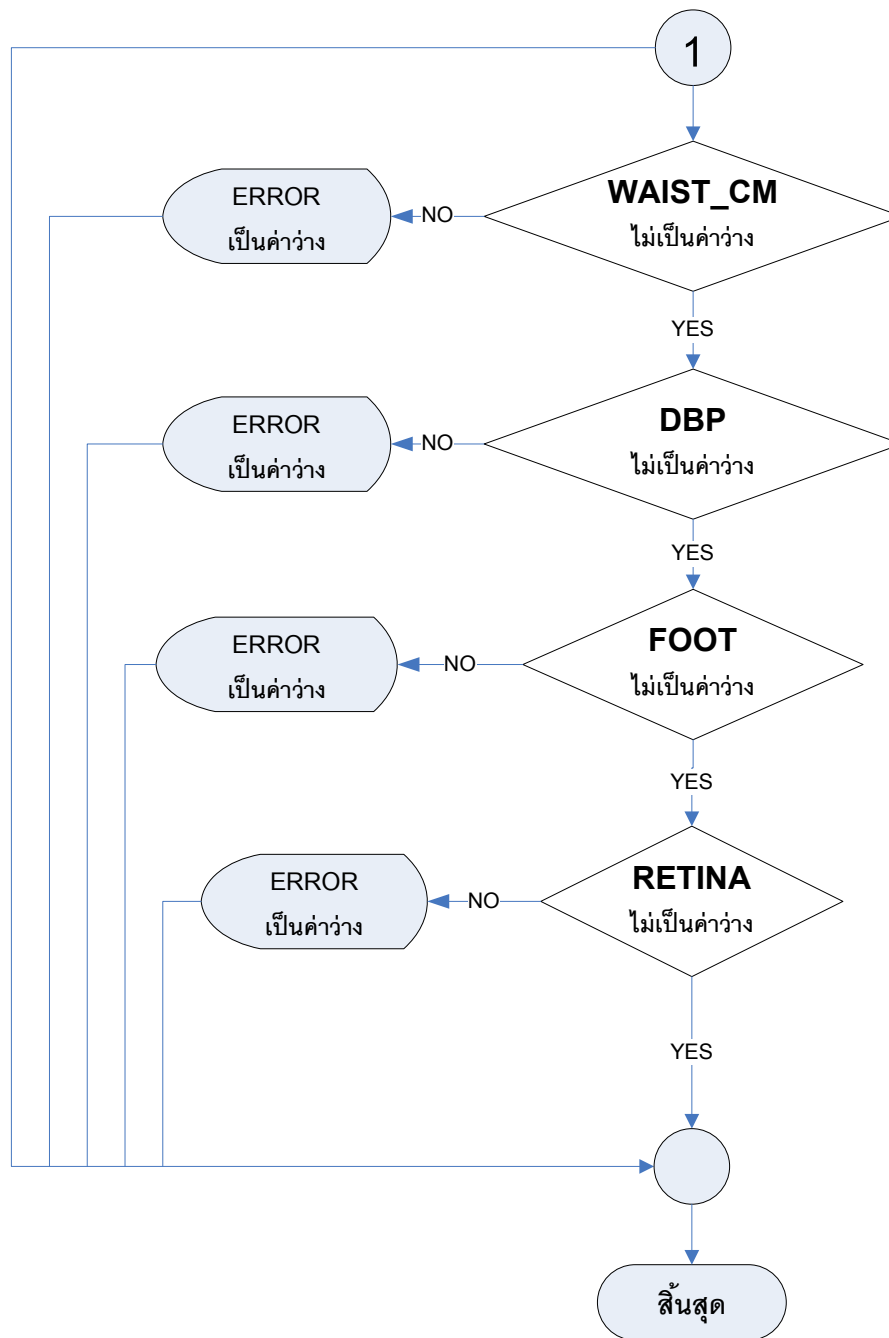 1
WAIST_CM
ไม่เป็นค่าว่าง
NO
ERROR
เป็นค่าว่าง
YES
DBP
ไม่เป็นค่าว่าง
NO
ERROR
เป็นค่าว่าง
YES
FOOT
ไม่เป็นค่าว่าง
NO
ERROR
เป็นค่าว่าง
YES
RETINA
ไม่เป็นค่าว่าง
NO
ERROR
เป็นค่าว่าง
YES
สิ้นสุด